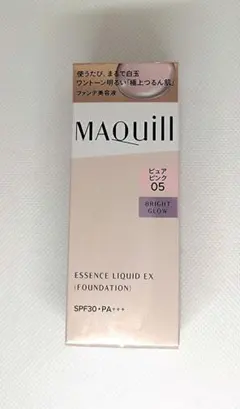 使うたび、まるで白玉
ワントーン明るい「極上つるん肌」
ファンデ美容液
MAQuill
ピュア
ピンク
05
BRIGHT
GLOW
ESSENCE LIQUID EX
(FOUNDATION)
SPF30・PA+++